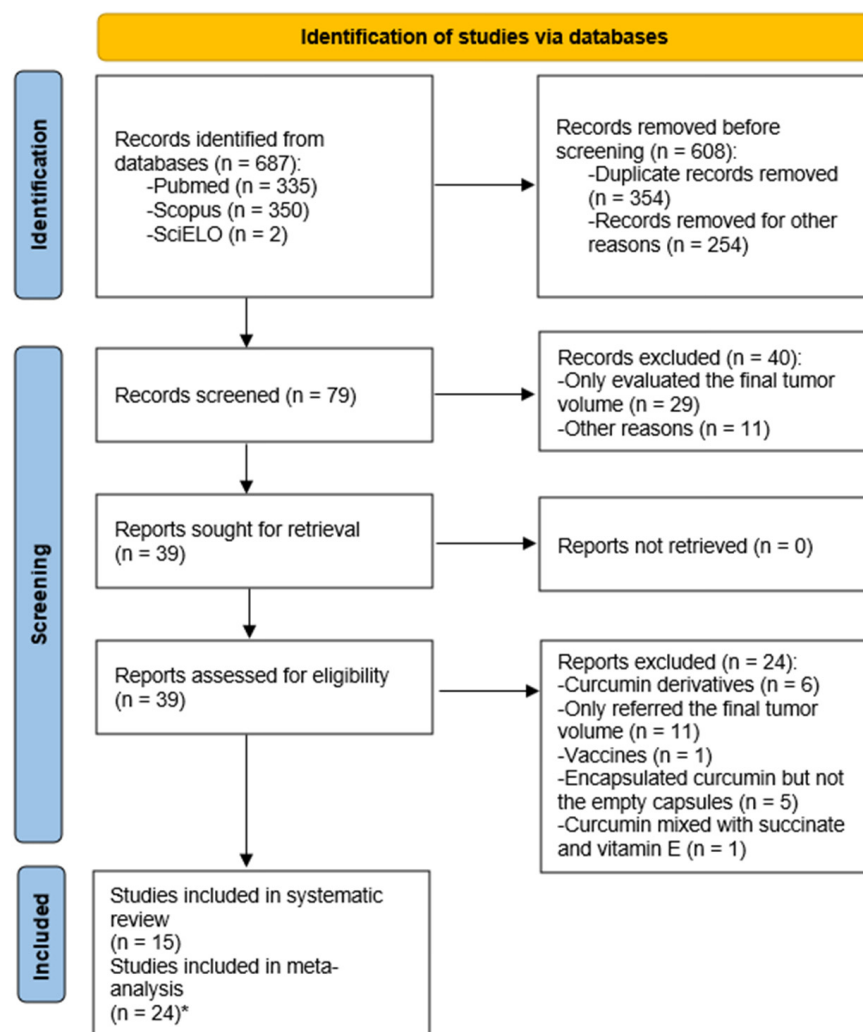 Identification of studies via databases
Identification
Records identified from
databases (n = 687):
-Pubmed (n = 335)
-Scopus (n = 350)
-SciELO (n = 2)
Records removed before
screening (n = 608):
-Duplicate records removed
(n = 354)
-Records removed for other
reasons (n = 254)
Screening
Records screened (n = 79)
Records excluded (n = 40):
-Only evaluated the final tumor
volume (n = 29)
-Other reasons (n = 11)
Reports sought for retrieval
(n = 39)
Reports not retrieved (n = 0)
Reports assessed for eligibility
(n = 39)
Reports excluded (n = 24):
-Curcumin derivatives (n = 6)
-Only referred the final tumor
volume (n = 11)
-Vaccines (n = 1)
-Encapsulated curcumin but not
the empty capsules (n = 5)
-Curcumin mixed with succinate
and vitamin E (n = 1)
Included
Studies included in systematic
review
(n = 15)
Studies included in meta-
analysis
(n = 24)*